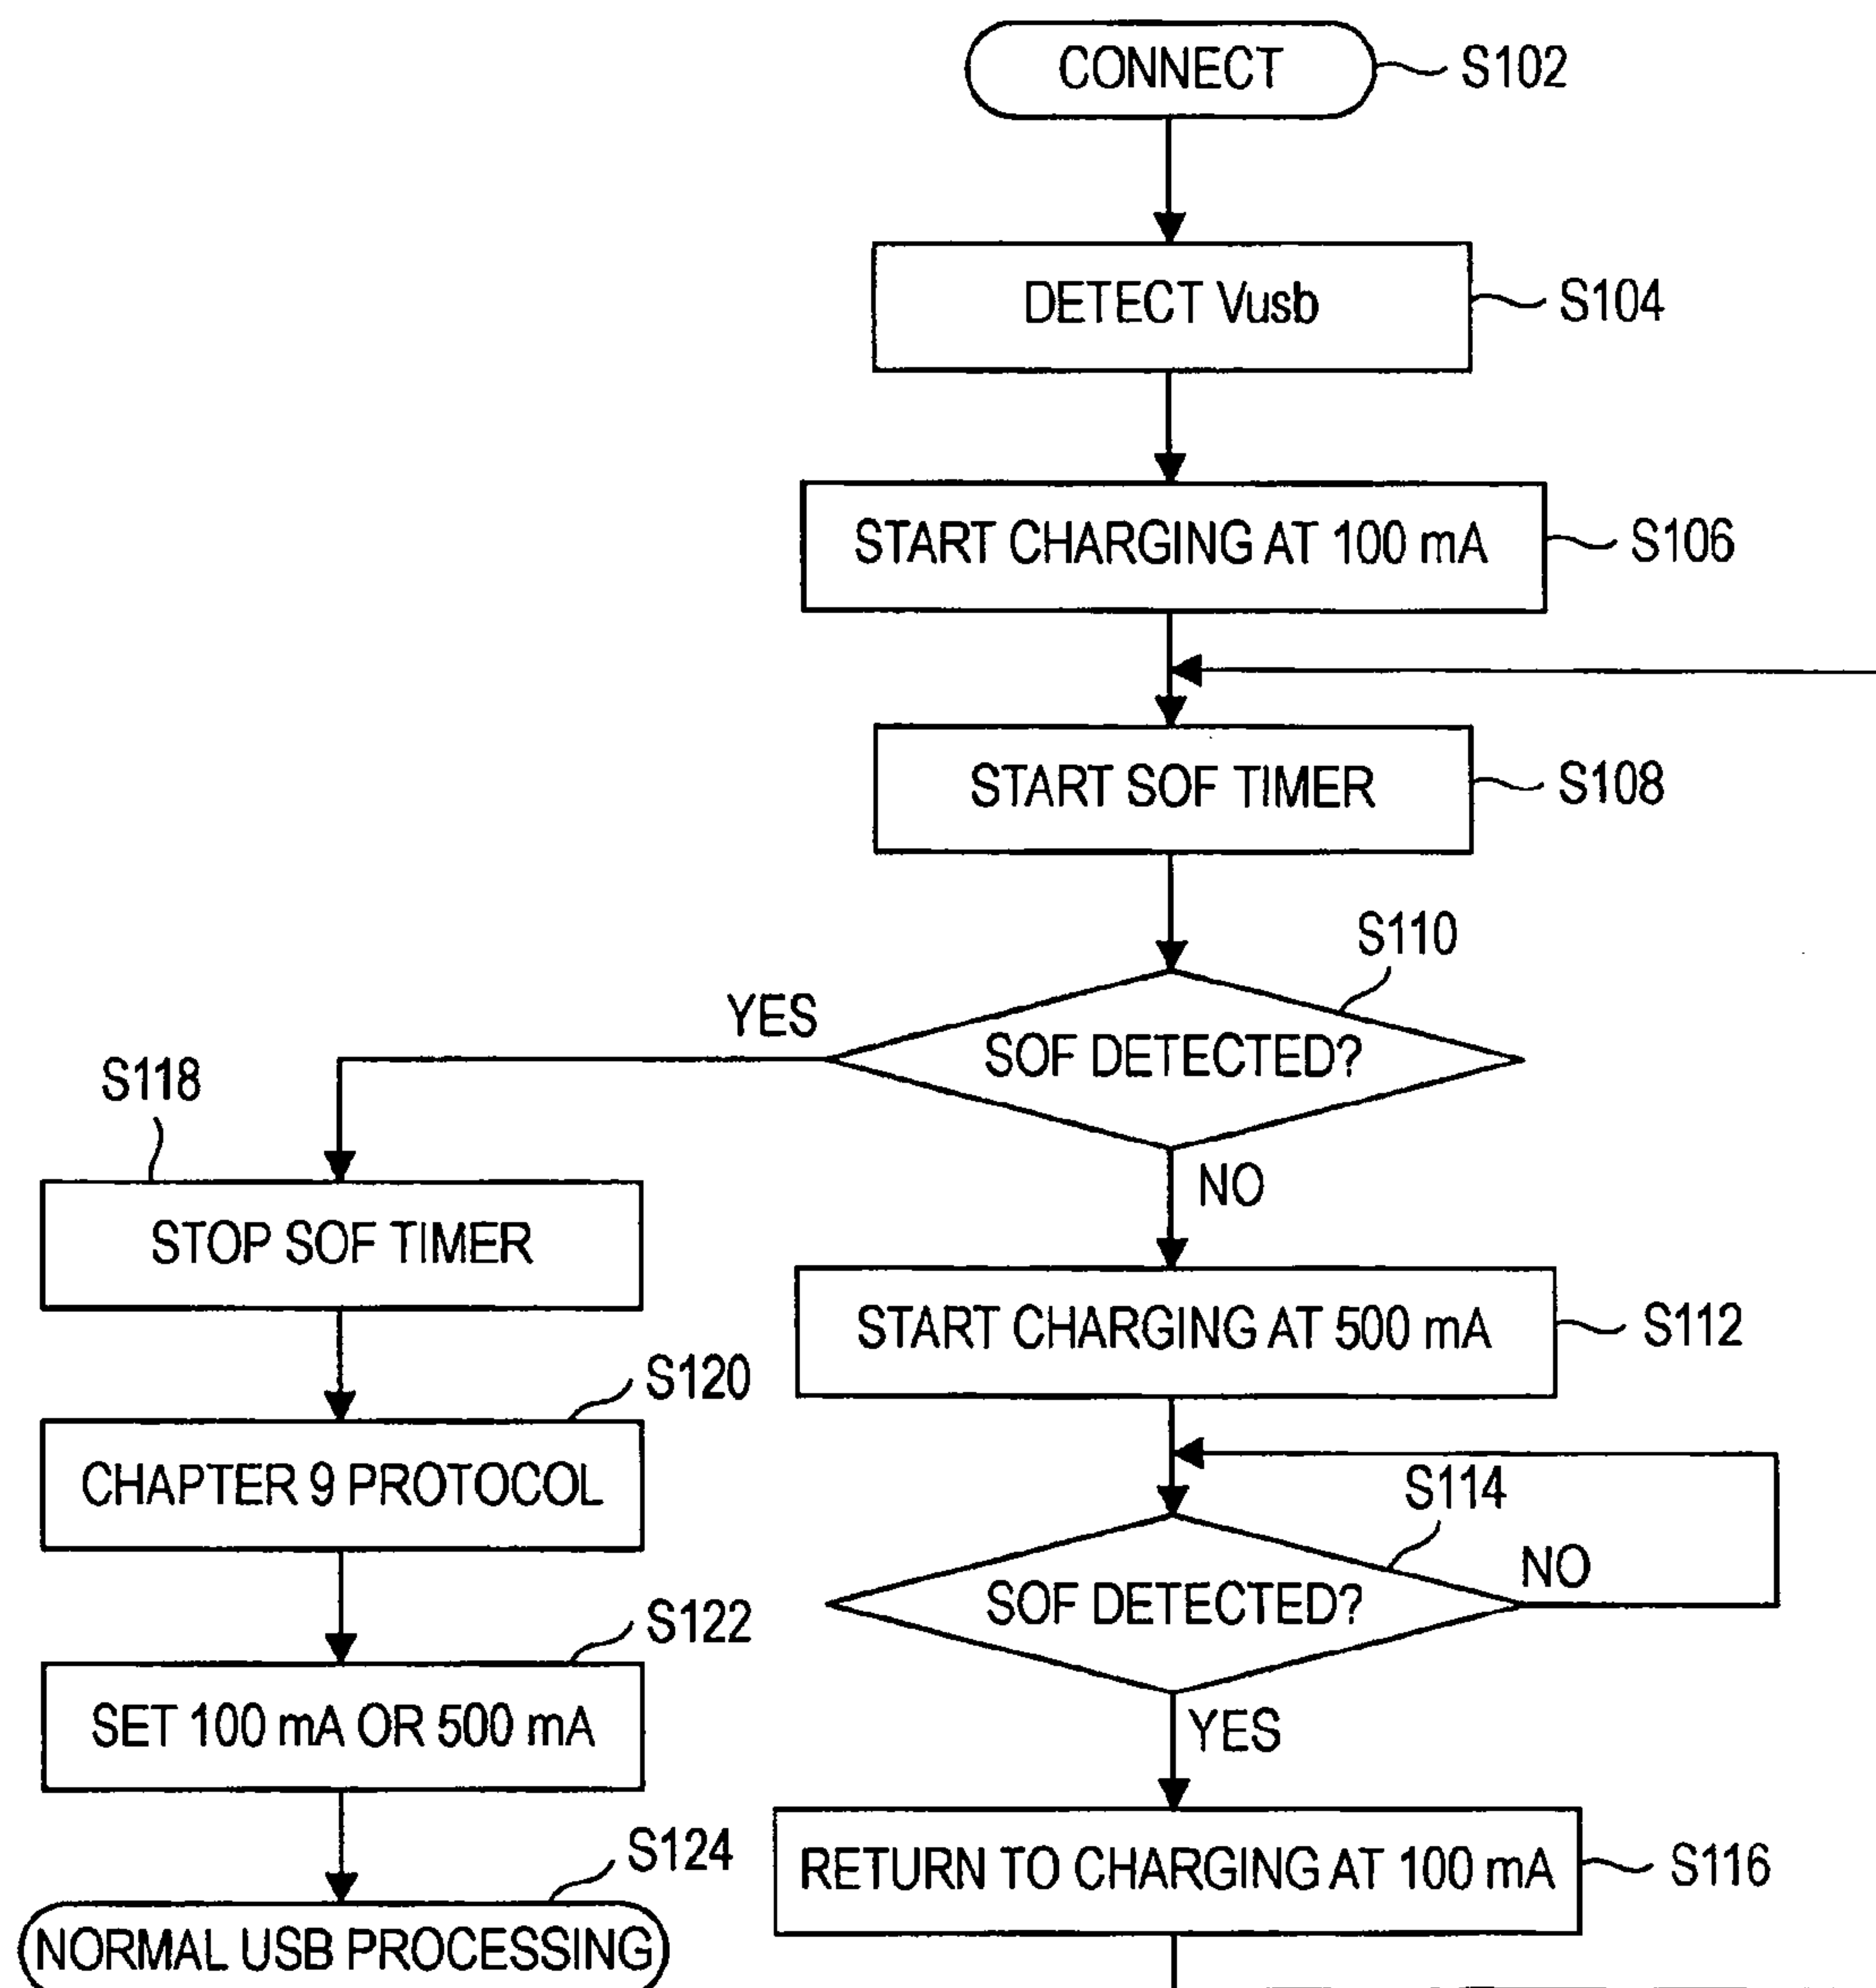 CONNECT
S102
DETECT Vusb
S104
START CHARGING AT 100 mA
S106
START SOF TIMER
S108
S110
SOF DETECTED?
YES
NO
S118
STOP SOF TIMER
START CHARGING AT 500 mA
S112
S120
CHAPTER 9 PROTOCOL
S114
SOF DETECTED?
NO
YES
S122
SET 100 mA OR 500 mA
RETURN TO CHARGING AT 100 mA
S116
S124
NORMAL USB PROCESSING